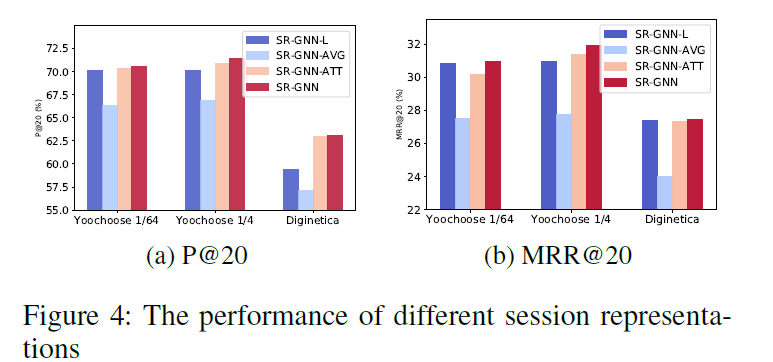 72.5
70.0
67.5
65.0
62.5
60.0
57.5
55.0
P@20 (%)
SR-GNN-L
SR-GNN-AVG
SR-GNN-ATT
SR-GNN
Yoochoose 1/64
Yoochoose 1/4
Diginetica
(a) P@20
32
30
28
26
24
22
MRR@20 (%)
SR-GNN-L
SR-GNN-AVG
SR-GNN-ATT
SR-GNN
Yoochoose 1/64
Yoochoose 1/4
Diginetica
(b) MRR@20
Figure 4: The performance of different session representa-
tions